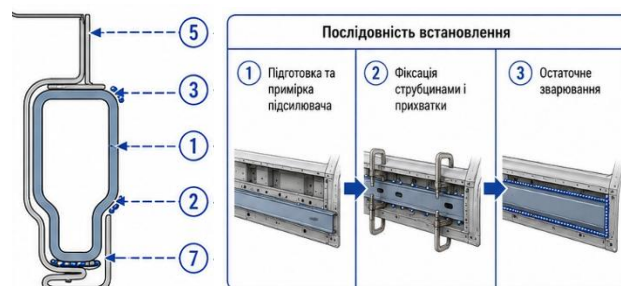 5
3
1
2
7
Послідовність встановлення
1 Підготовка та
примірка
підсилювача
2 Фіксація
струбцинами і
прихватки
3 Остаточне
зварювання